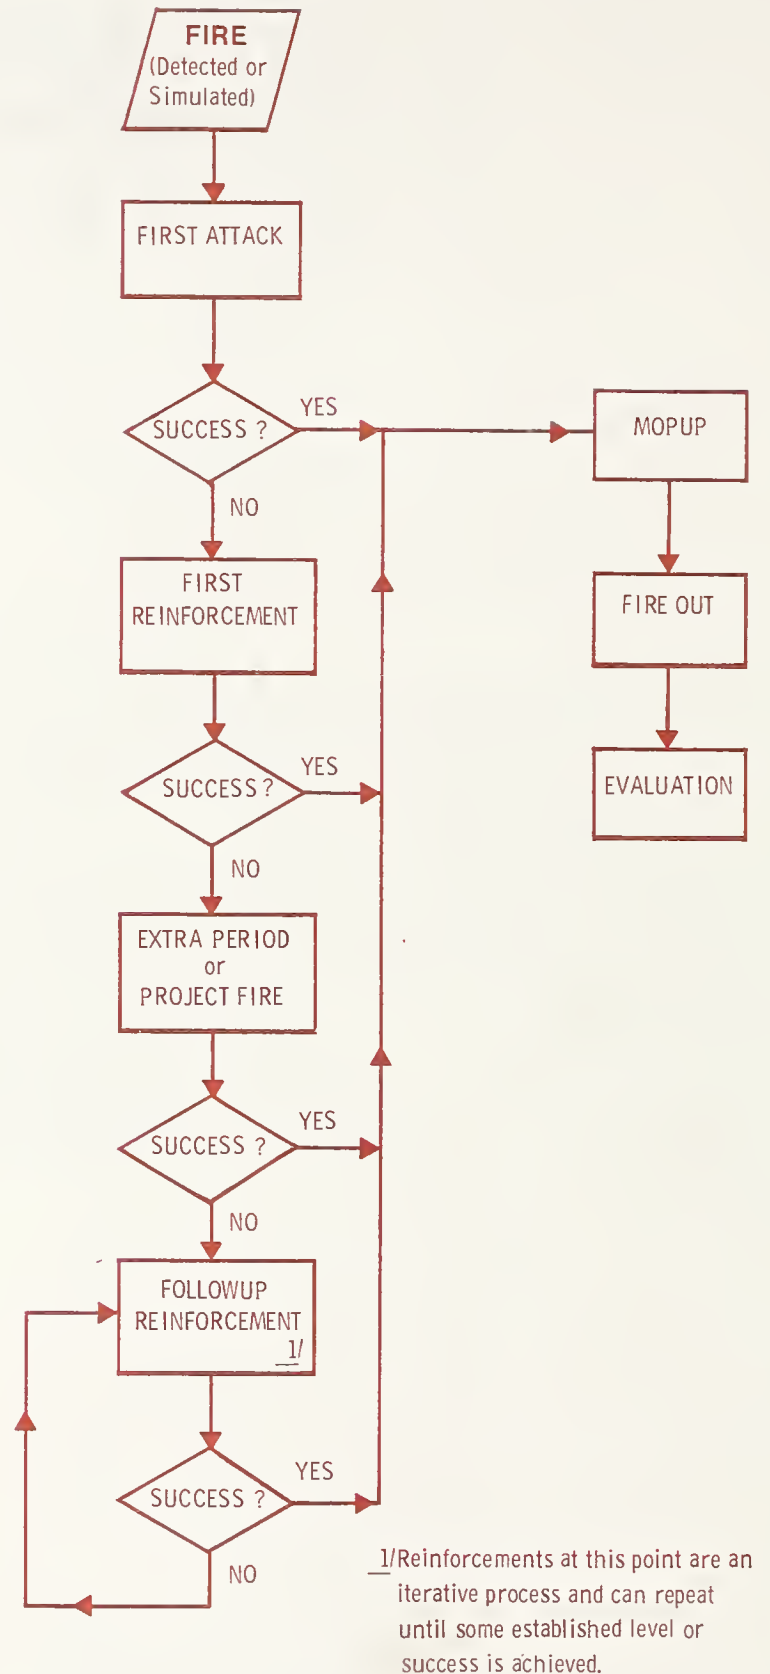 FIRE
(Detected or
Simulated)
FIRST ATTACK
SUCCESS ?
YES
MOPUP
NO
FIRST
REINFORCEMENT
FIRE OUT
SUCCESS ?
YES
EVALUATION
NO
EXTRA PERIOD
or
PROJECT FIRE
SUCCESS ?
YES
NO
FOLLOWUP
REINFORCEMENT
1/
SUCCESS ?
YES
NO
1/Reinforcements at this point are an
iterative process and can repeat
until some established level or
success is achieved.